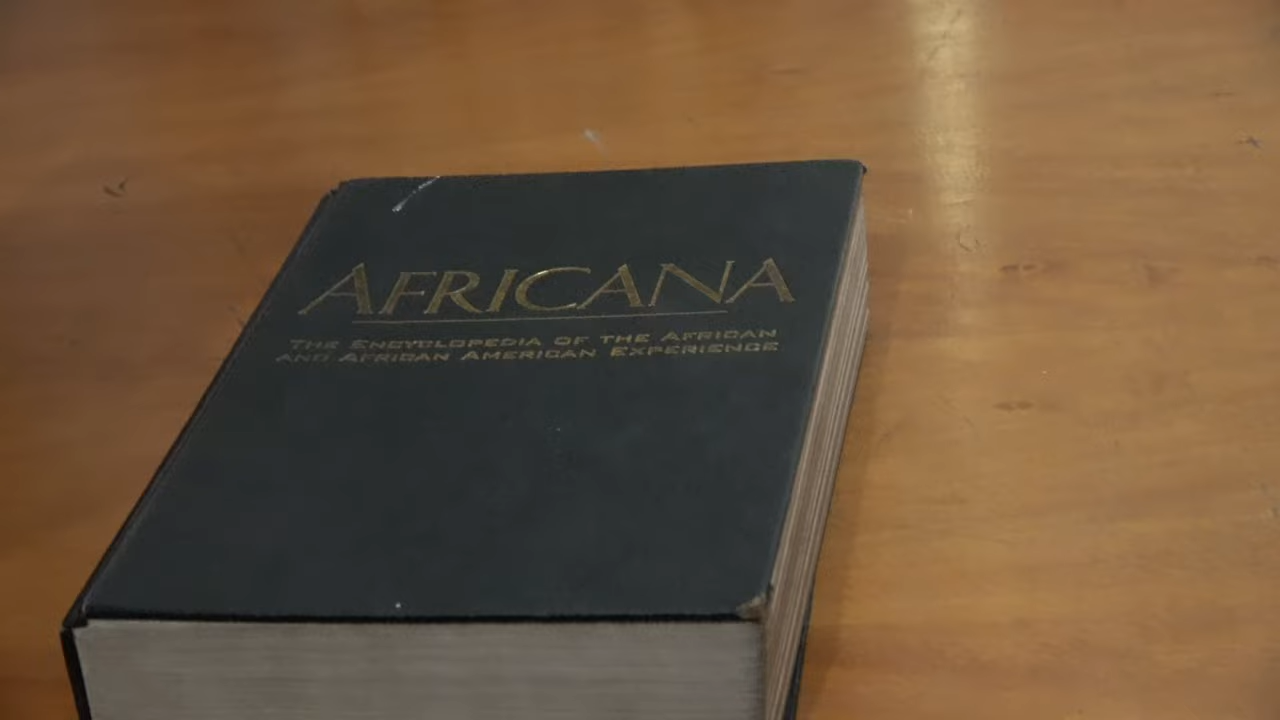 AFRICANA
THE ENCYCLOPEDIA OF THE AFRICAN
AND AFRICAN AMERICAN EXPERIENCE